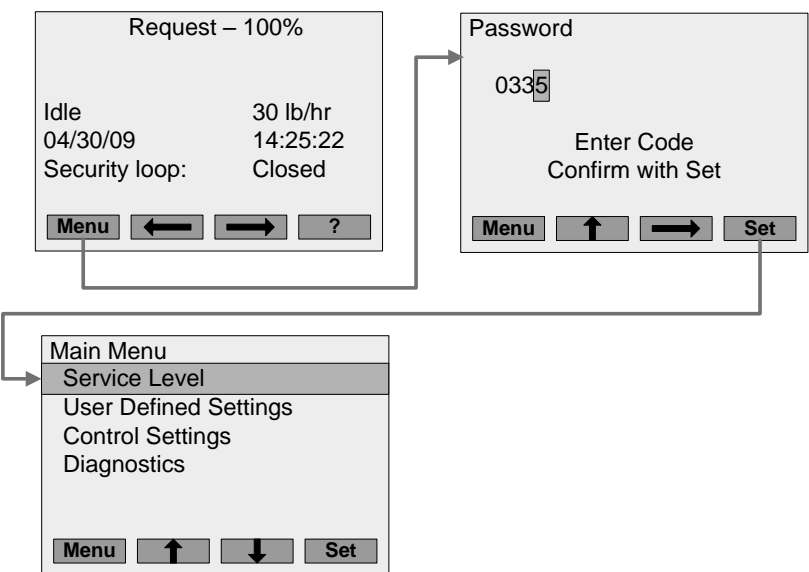 Request – 100%
Idle 30 lb/hr
04/30/09 14:25:22
Security loop: Closed
Menu ?
Password
0335
Enter Code
Confirm with Set
Menu Set
Main Menu
Service Level
User Defined Settings
Control Settings
Diagnostics
Menu Set